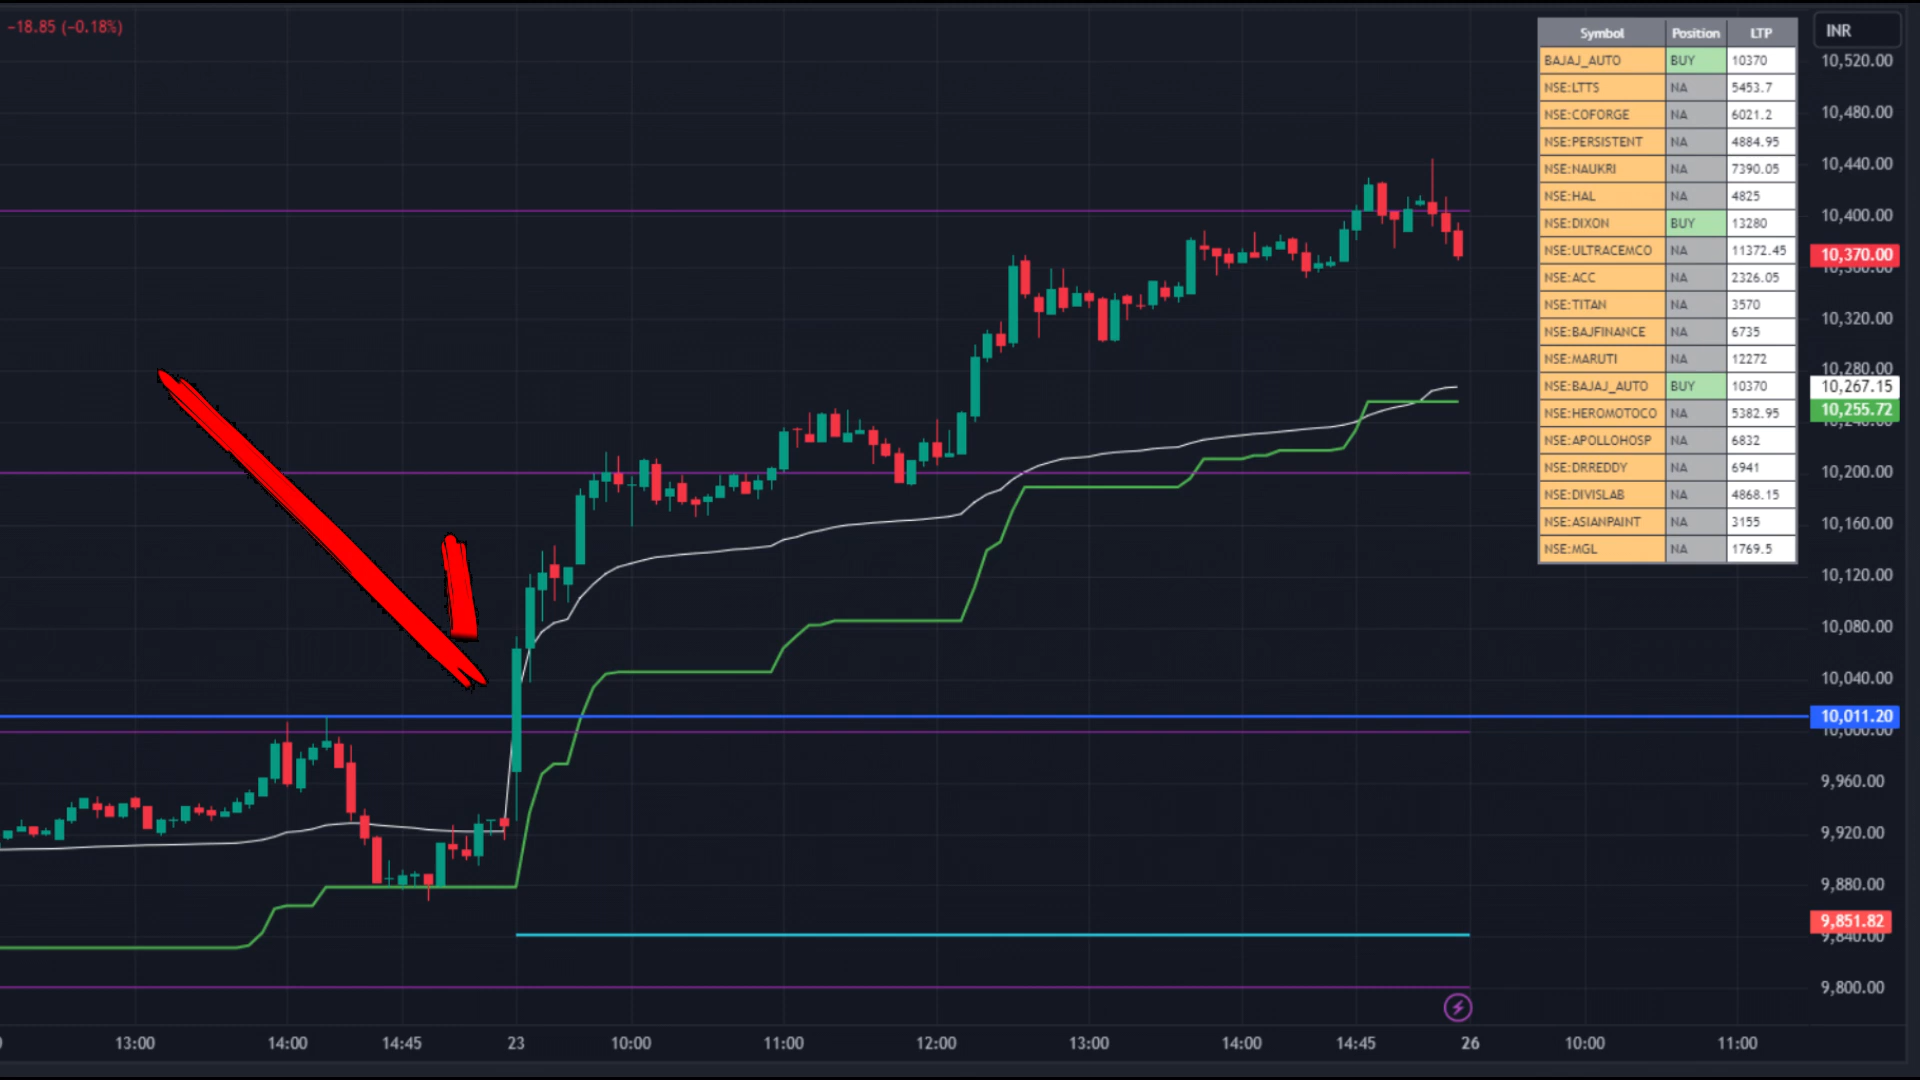 −18.85 (−0.18%)
INR
Symbol Position LTP
BAJAJ_AUTO BUY 10370
NSE:LTTS NA 5453.7
NSE:COFORGE NA 6021.2
NSE:PERSISTENT NA 4884.95
NSE:NAUKRI NA 7390.05
NSE:HAL NA 4825
NSE:DIXON BUY 13280
NSE:ULTRACEMCO NA 11372.45
NSE:ACC NA 2326.05
NSE:TITAN NA 3570
NSE:BAJFINANCE NA 6735
NSE:MARUTI NA 12272
NSE:BAJAJ_AUTO BUY 10370
NSE:HEROMOTOCO NA 5382.95
NSE:APOLLOHOSP NA 6832
NSE:DRREDDY NA 6941
NSE:DIVISLAB NA 4868.15
NSE:ASIANPAINT NA 3155
NSE:MGL NA 1769.5
10,520.00
10,480.00
10,440.00
10,400.00
10,370.00
10,320.00
10,280.00
10,267.15
10,255.72
10,200.00
10,160.00
10,120.00
10,080.00
10,040.00
10,011.20
10,000.00
9,960.00
9,920.00
9,880.00
9,851.82
9,840.00
9,800.00
13:00 14:00 14:45 23 10:00 11:00 12:00 13:00 14:00 14:45 26 10:00 11:00